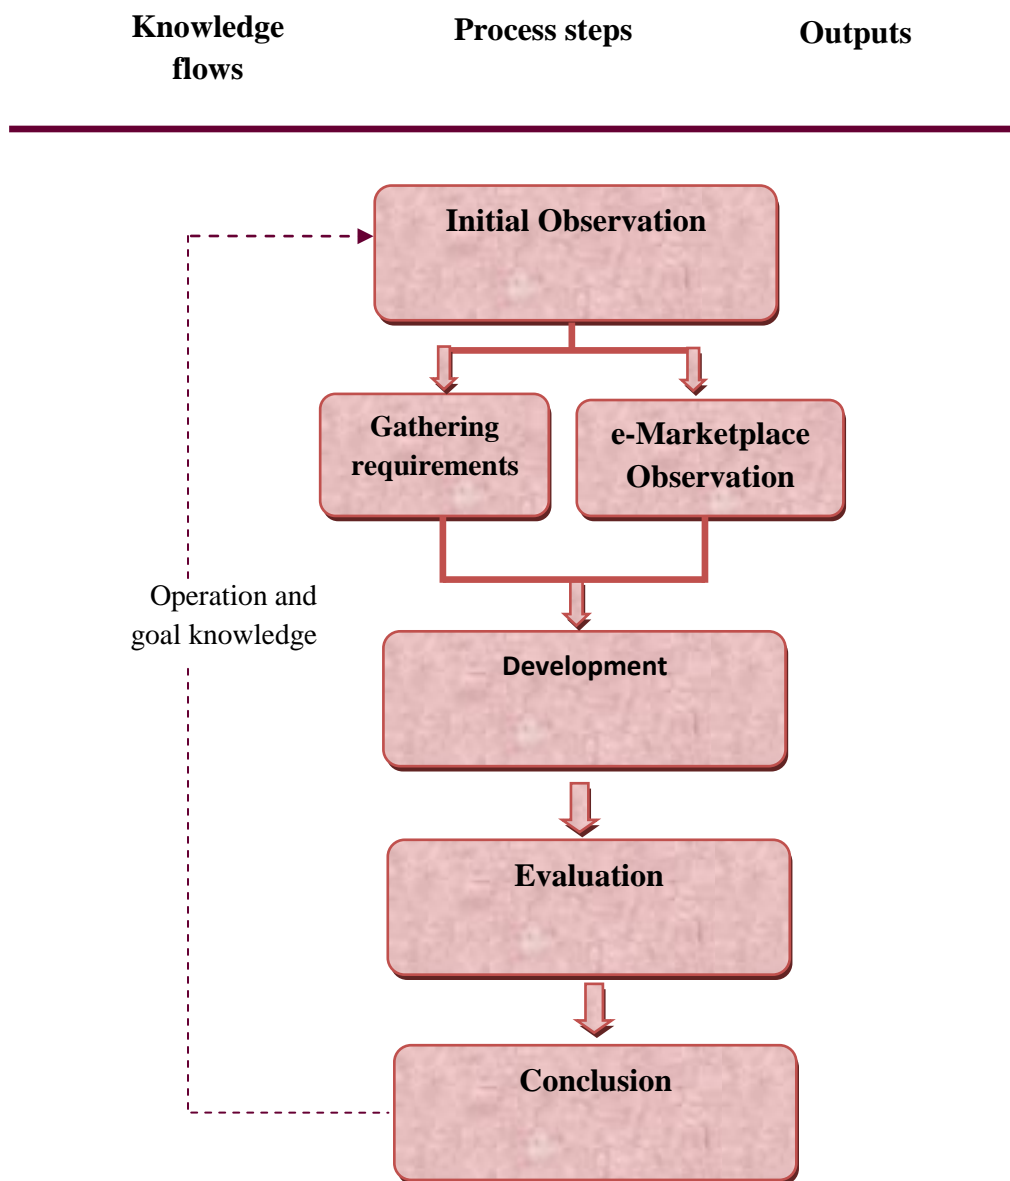 Knowledge
flows
Process steps
Outputs
Initial Observation
Gathering
requirements
e-Marketplace
Observation
Operation and
goal knowledge
Development
Evaluation
Conclusion